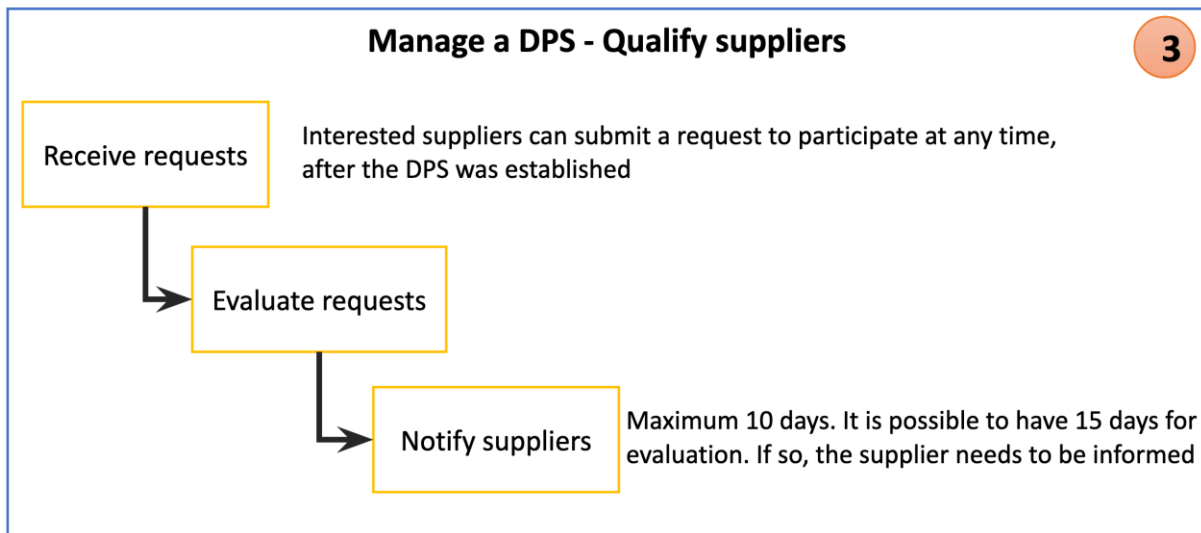 Manage a DPS - Qualify suppliers
3
Receive requests
Interested suppliers can submit a request to participate at any time,
after the DPS was established
Evaluate requests
Notify suppliers
Maximum 10 days. It is possible to have 15 days for
evaluation. If so, the supplier needs to be informed